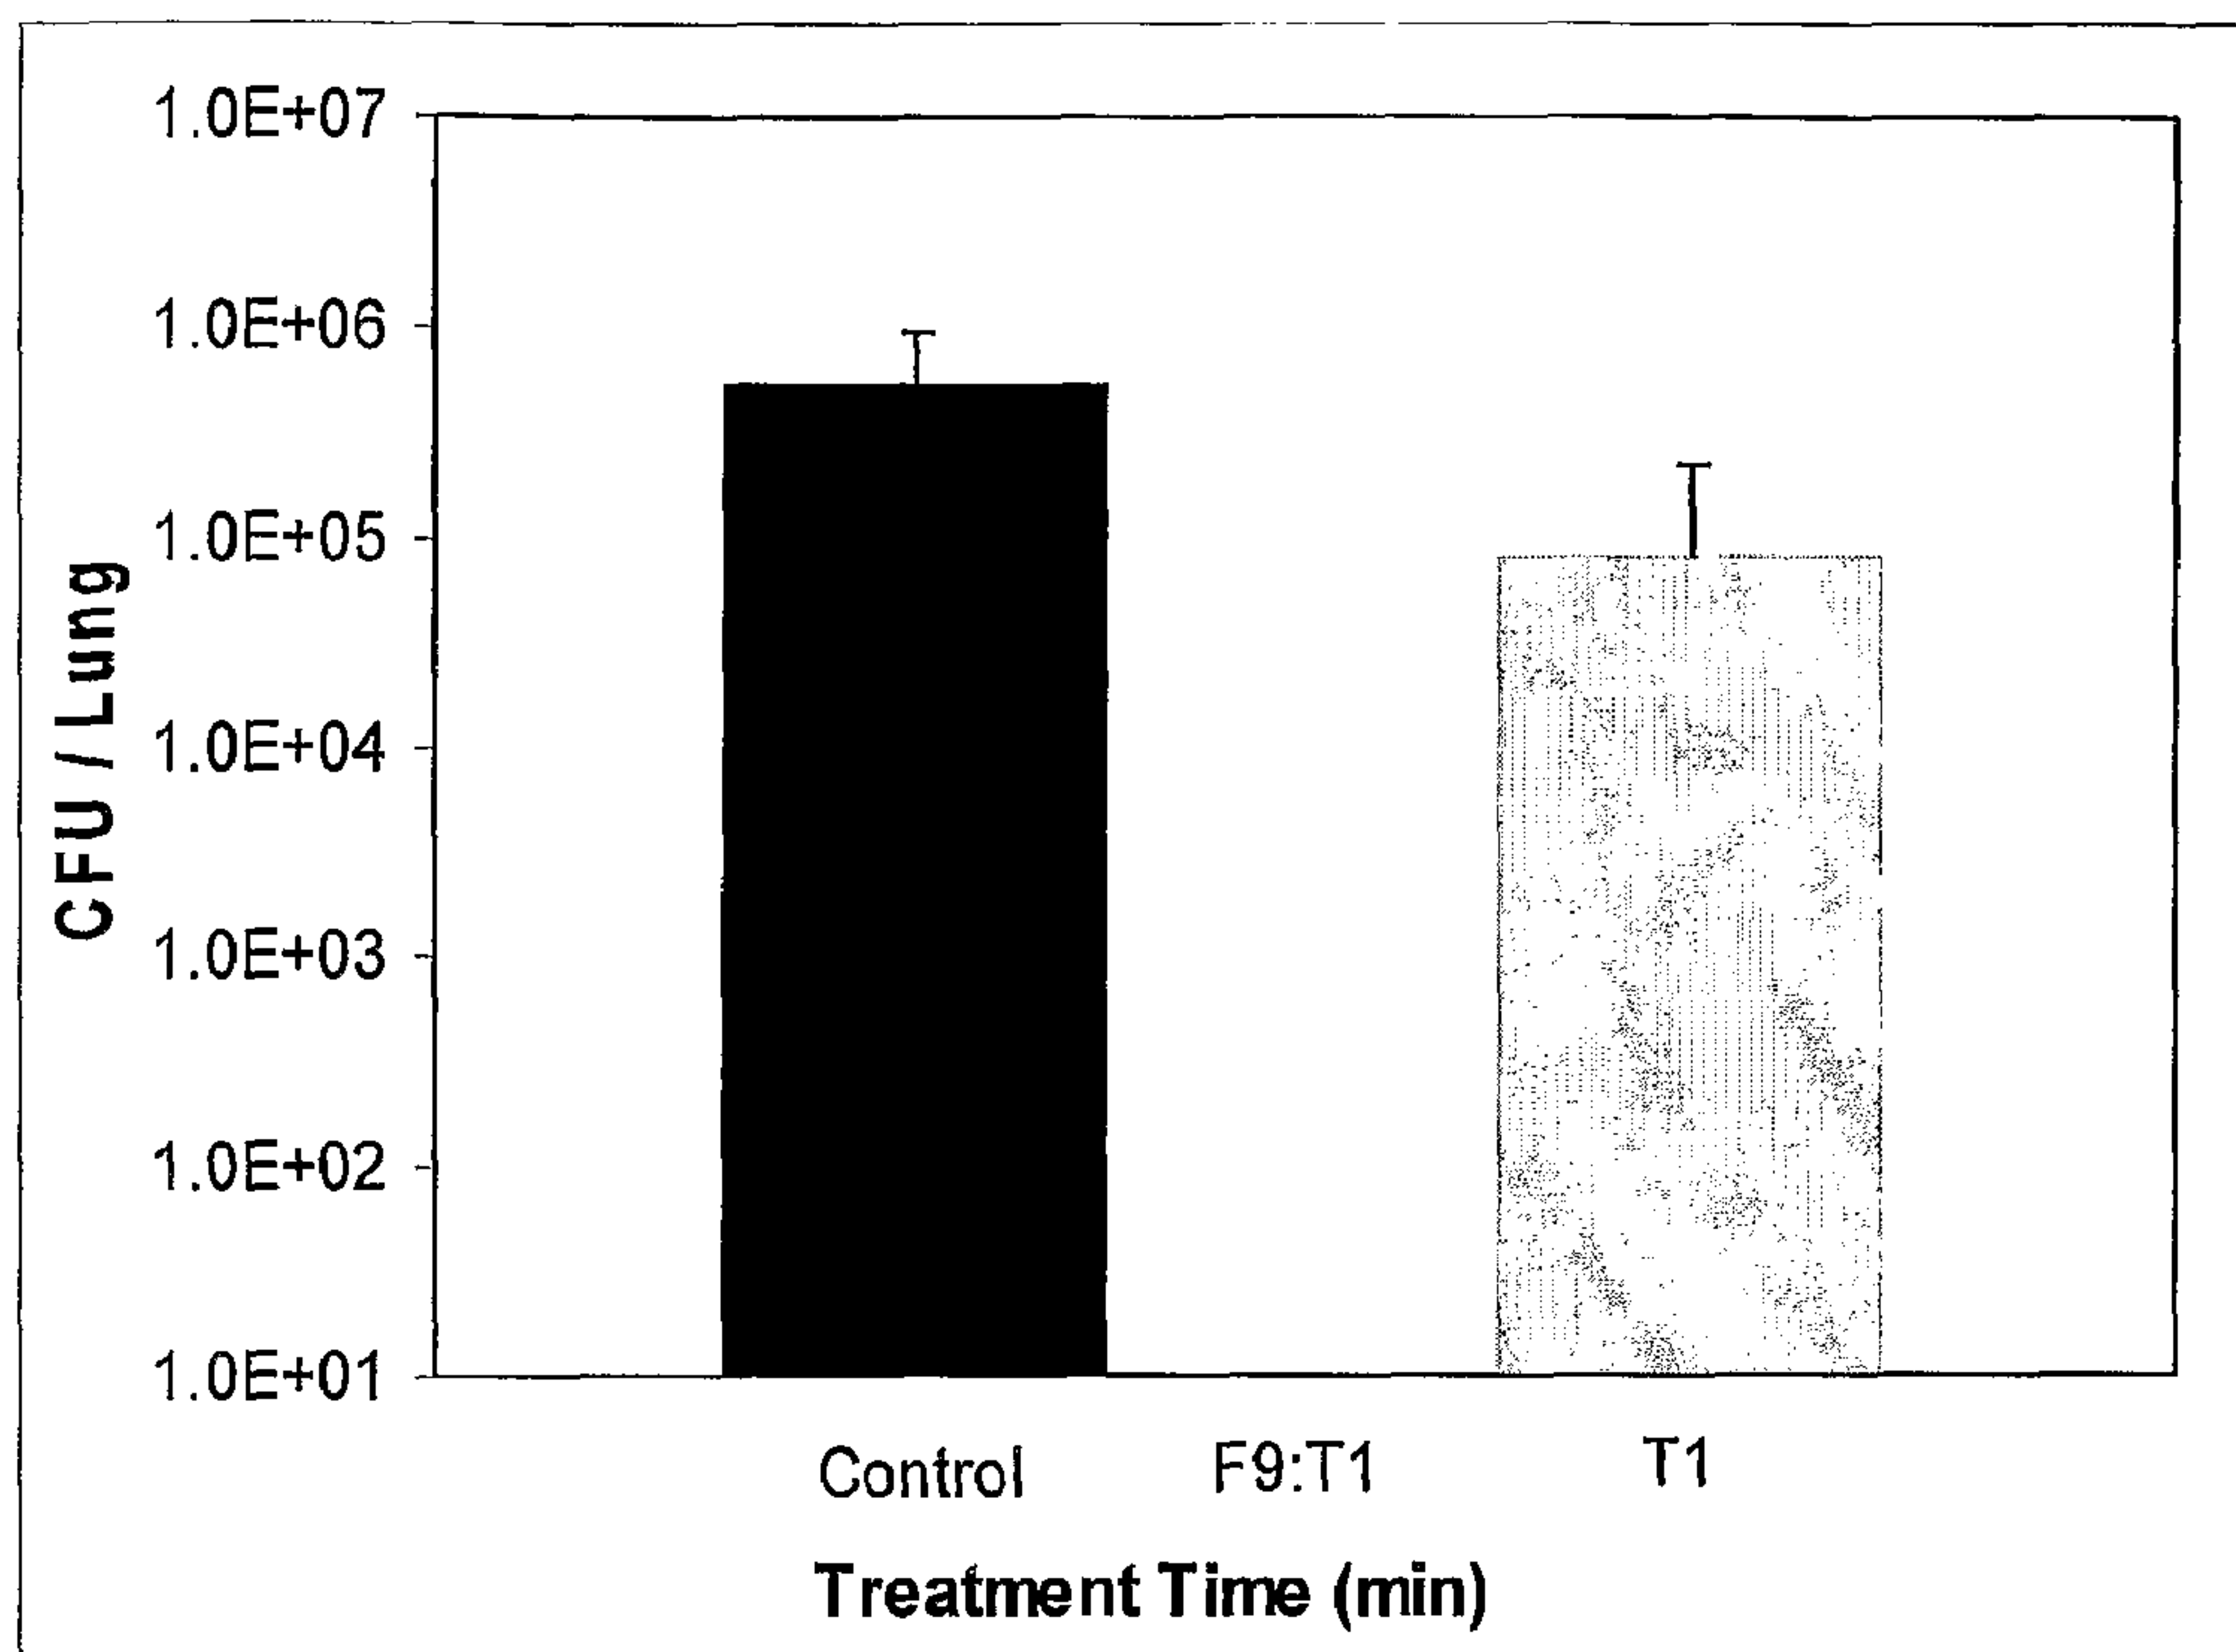 1.0E+07
1.0E+06
1.0E+05
1.0E+04
1.0E+03
1.0E+02
1.0E+01
CFU / Lung
Control F9:T1 T1
Treatment Time (min)